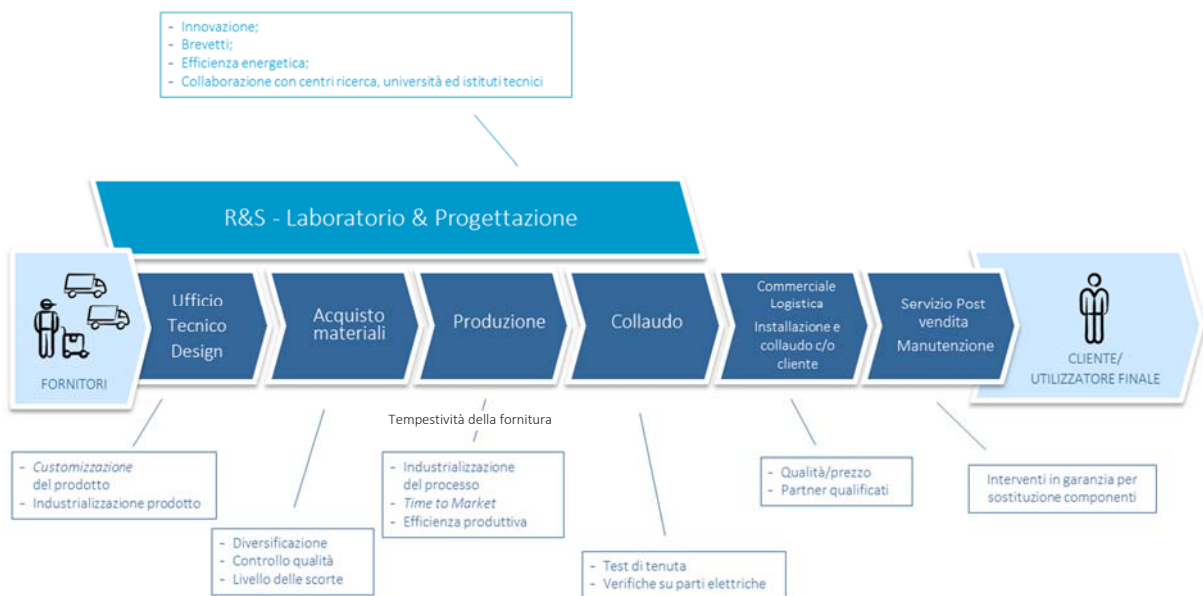 - Innovazione;
- Brevetti;
- Efficienza energetica;
- Collaborazione con centri ricerca, università ed istituti tecnici
R&S - Laboratorio & Progettazione
FORNITORI
Ufficio
Tecnico
Design
Acquisto
materiali
Produzione
Collaudo
Commerciale
Logistica
Installazione e
collaudo c/o
cliente
Servizio Post
vendita
Manutenzione
CLIENTE/
UTILIZZATORE FINALE
Tempestività della fornitura
- Customizzazione
del prodotto
- Industrializzazione prodotto
- Diversificazione
- Controllo qualità
- Livello delle scorte
- Industrializzazione
del processo
- Time to Market
- Efficienza produttiva
- Test di tenuta
- Verifiche su parti elettriche
- Qualità/prezzo
- Partner qualificati
Interventi in garanzia per
sostituzione componenti